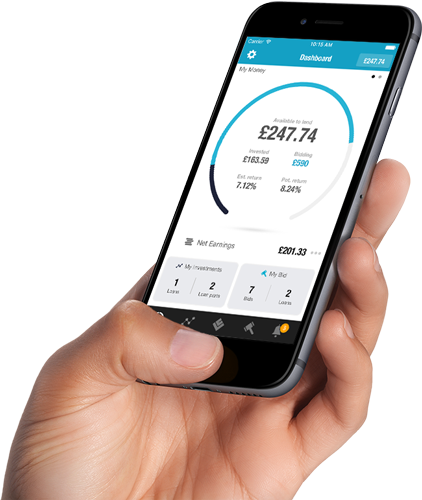 Carrier 10:15 AM
Dashboard £247.74
My Money
Available to lend
£247.74
Invested Bidding
£163.59 £590
Est. return Pot. return
7.12% 8.24%
Net Earnings £201.33
My Investments My Bid
1 2 7 2
Loans Loan parts Bids Loans